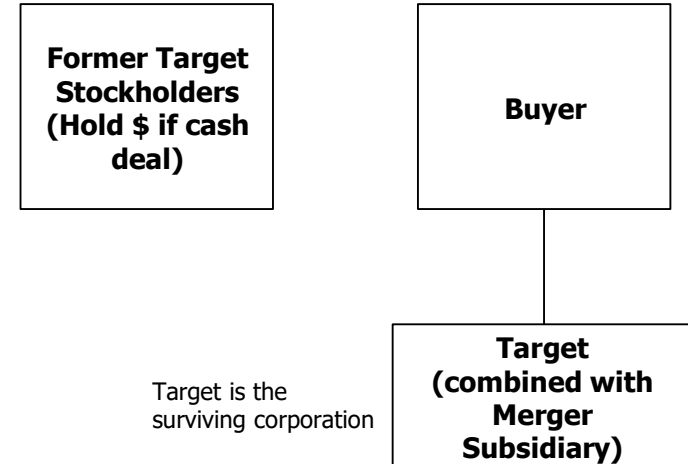 Former Target
Stockholders
(Hold $ if cash
deal)
Buyer
Target
(combined with
Merger
Subsidiary)
Target is the
surviving corporation